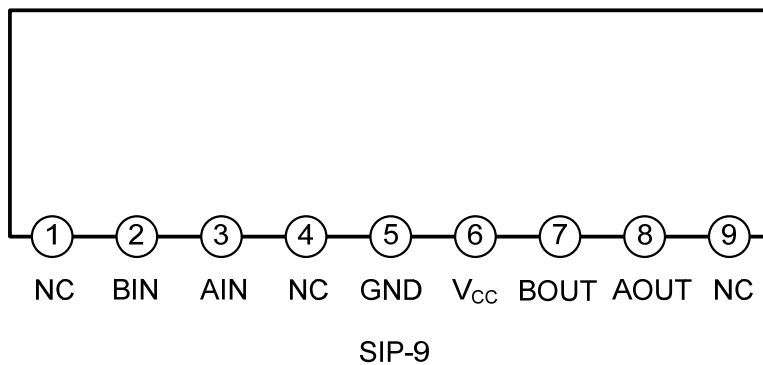 1 2 3 4 5 6 7 8 9
NC BIN AIN NC GND VCC BOUT AOUT NC
SIP-9